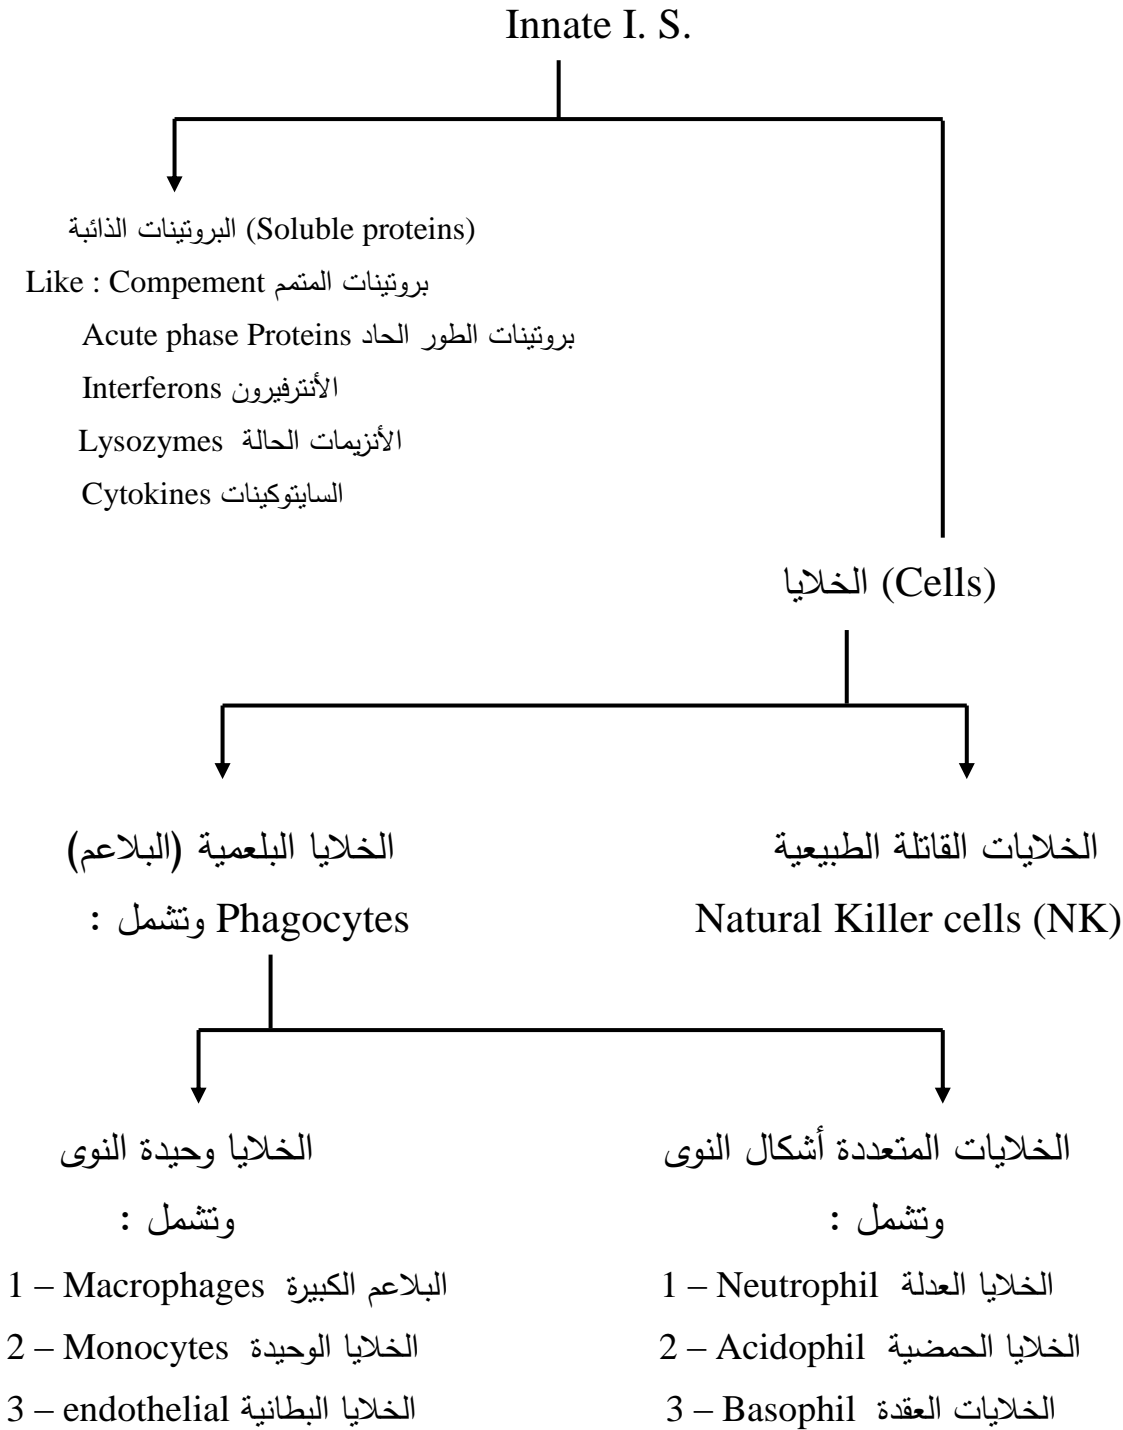 Innate I. S.
البروتينات الذائبة (Soluble proteins)
Like : Compement بروتينات المتمم
Acute phase Proteins بروتينات الطور الحاد
Interferons الأنترفيرون
Lysozymes الأنزيمات الحالة
Cytokines السايتوكينات
الخلايا (Cells)
الخلايا البلعمية (البلاعم)
Phagocytes وتشمل :
الخلايات القاتلة الطبيعية
Natural Killer cells (NK)
الخلايا وحيدة النوى
وتشمل :
1 – Macrophages البلاعم الكبيرة
2 – Monocytes الخلايا الوحيدة
3 – endothelial الخلايا البطانية
الخلايات المتعددة أشكال النوى
وتشمل :
1 – Neutrophil الخلايا العدلة
2 – Acidophil الخلايا الحمضية
3 – Basophil الخلايات العقدة